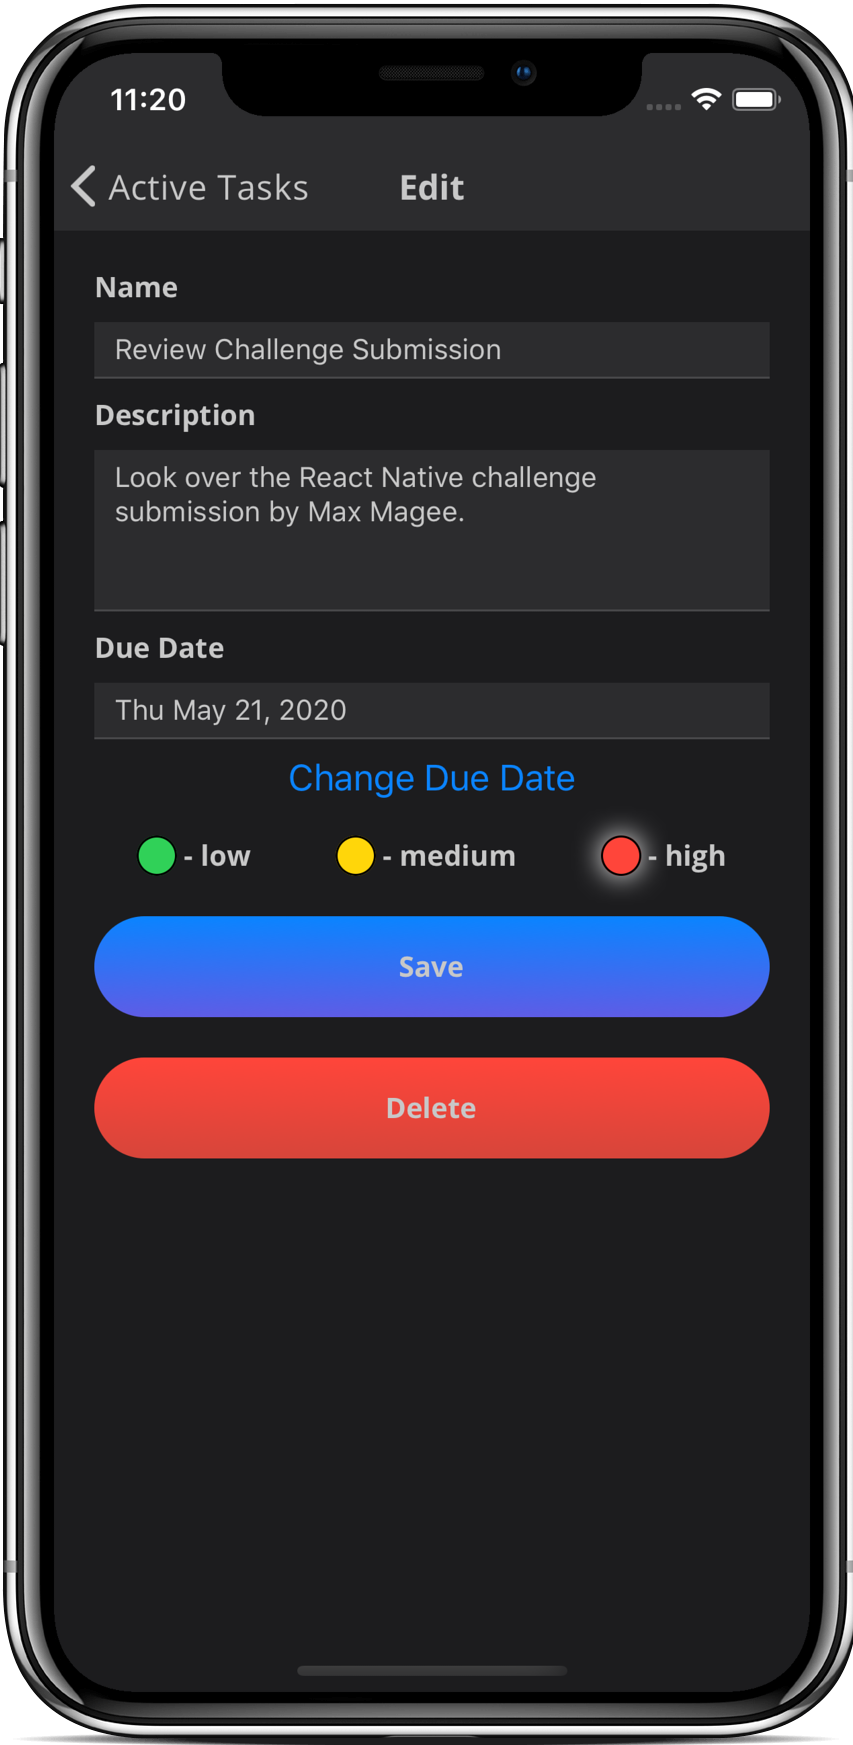 11:20
Active Tasks
Edit
Name
Review Challenge Submission
Description
Look over the React Native challenge
submission by Max Magee.
Due Date
Thu May 21, 2020
Change Due Date
- low
- medium
- high
Save
Delete